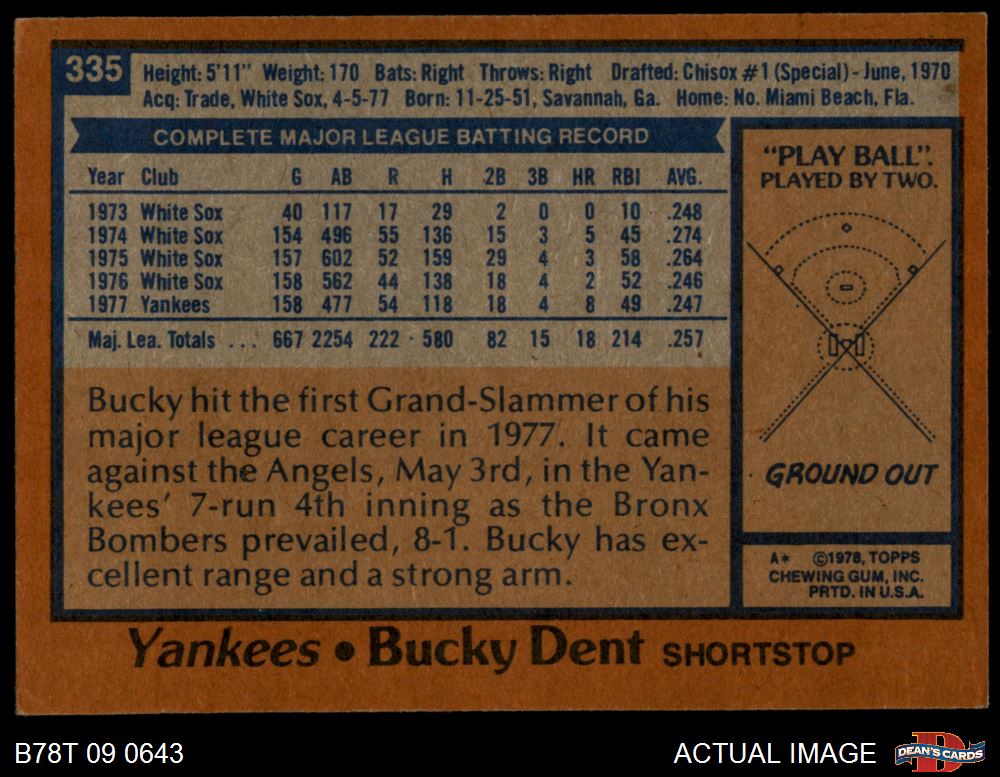 335
Height: 5'11" Weight: 170 Bats: Right Throws: Right Drafted: Chisox #1 (Special) - June, 1970
Acq: Trade, White Sox, 4-5-77 Born: 11-25-51, Savannah, Ga. Home: No. Miami Beach, Fla.
COMPLETE MAJOR LEAGUE BATTING RECORD
Year Club G AB R H 2B 3B HR RBI AVG.
1973 White Sox 40 117 17 29 2 0 0 10 .248
1974 White Sox 154 496 55 136 15 3 5 45 .274
1975 White Sox 157 602 52 159 29 4 3 58 .264
1976 White Sox 158 562 44 138 18 4 2 52 .246
1977 Yankees 158 477 54 118 18 4 8 49 .247
Maj. Lea. Totals ... 667 2254 222 580 82 15 18 214 .257
Bucky hit the first Grand-Slammer of his
major league career in 1977. It came
against the Angels, May 3rd, in the Yan-
kees' 7-run 4th inning as the Bronx
Bombers prevailed, 8-1. Bucky has ex-
cellent range and a strong arm.
"PLAY BALL".
PLAYED BY TWO.
GROUND OUT
A* ©1978, TOPPS
CHEWING GUM, INC.
PRTD. IN U.S.A.
Yankees • Bucky Dent SHORTSTOP
B78T 09 0643
ACTUAL IMAGE
D
DEAN'S CARDS